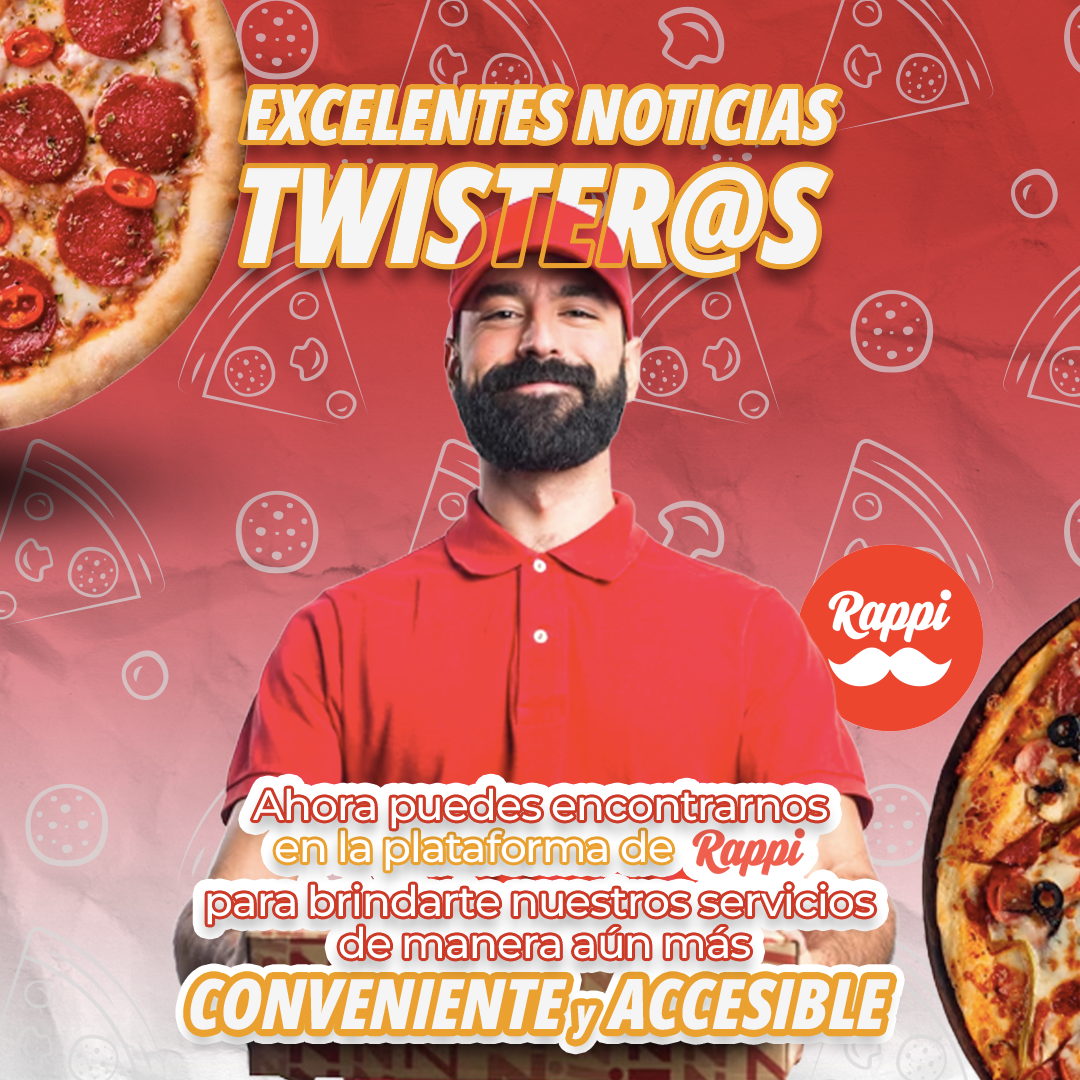 EXCELENTES NOTICIAS
TWISTER@S
Rappi
Ahora puedes encontrarnos
en la plataforma de Rappi
para brindarte nuestros servicios
de manera aún más
CONVENIENTE y ACCESIBLE